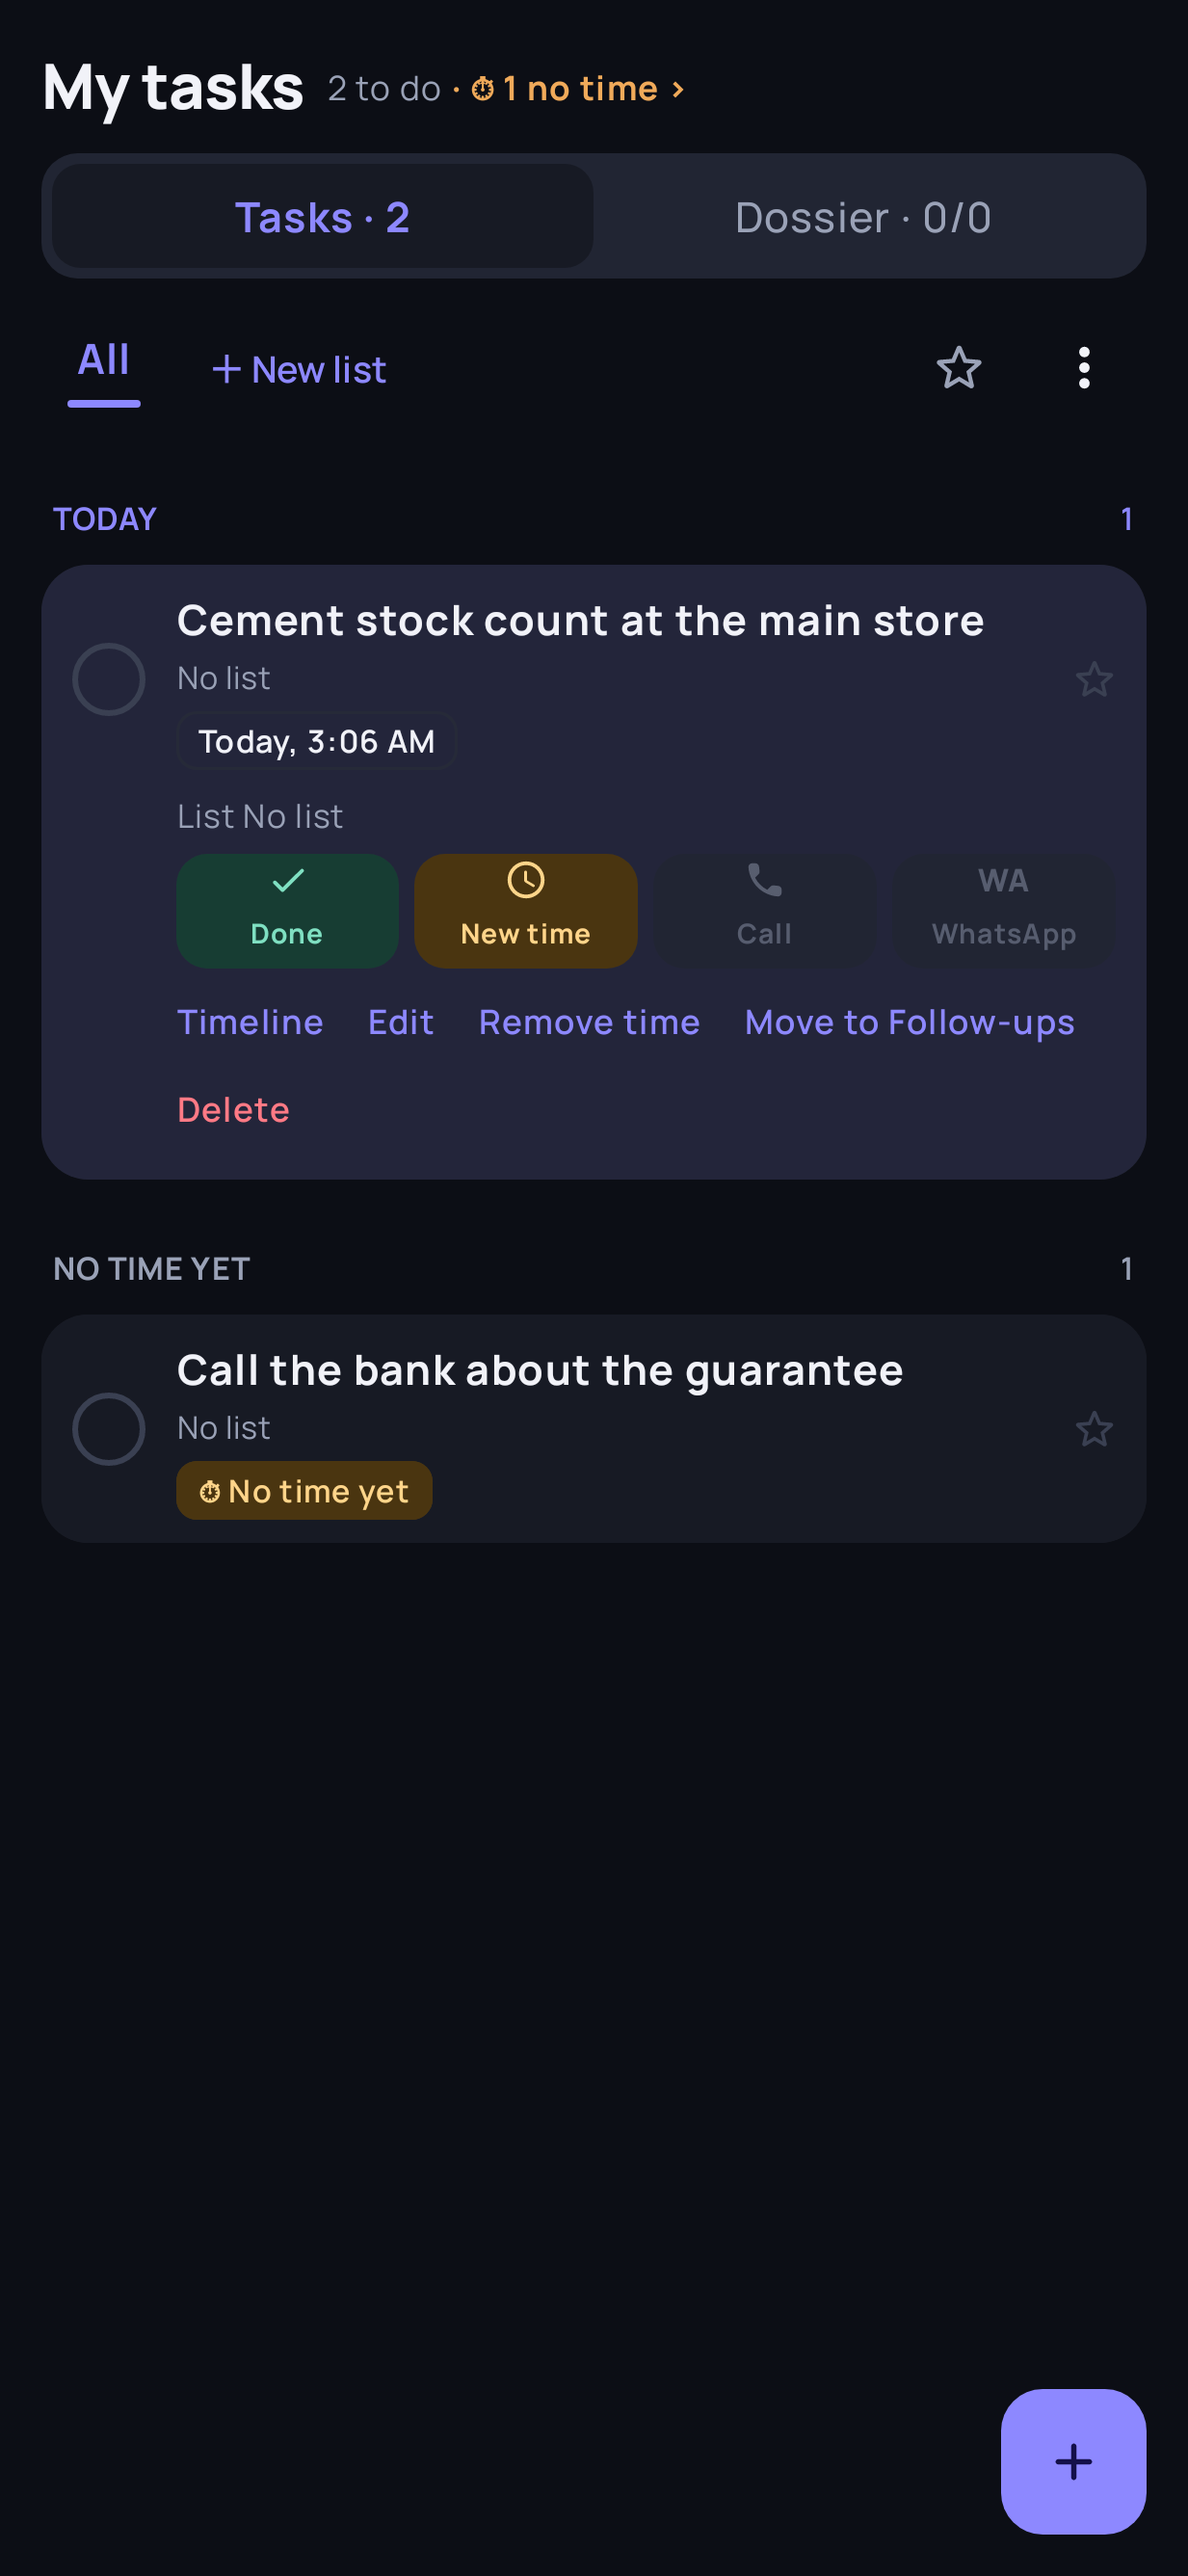 My tasks 2 to do · ⏱ 1 no time ›
Tasks · 2 Dossier · 0/0
All + New list
TODAY 1
Cement stock count at the main store
No list
Today, 3:06 AM
List No list
Done New time Call WA WhatsApp
Timeline Edit Remove time Move to Follow-ups
Delete
NO TIME YET 1
Call the bank about the guarantee
No list
⏱ No time yet